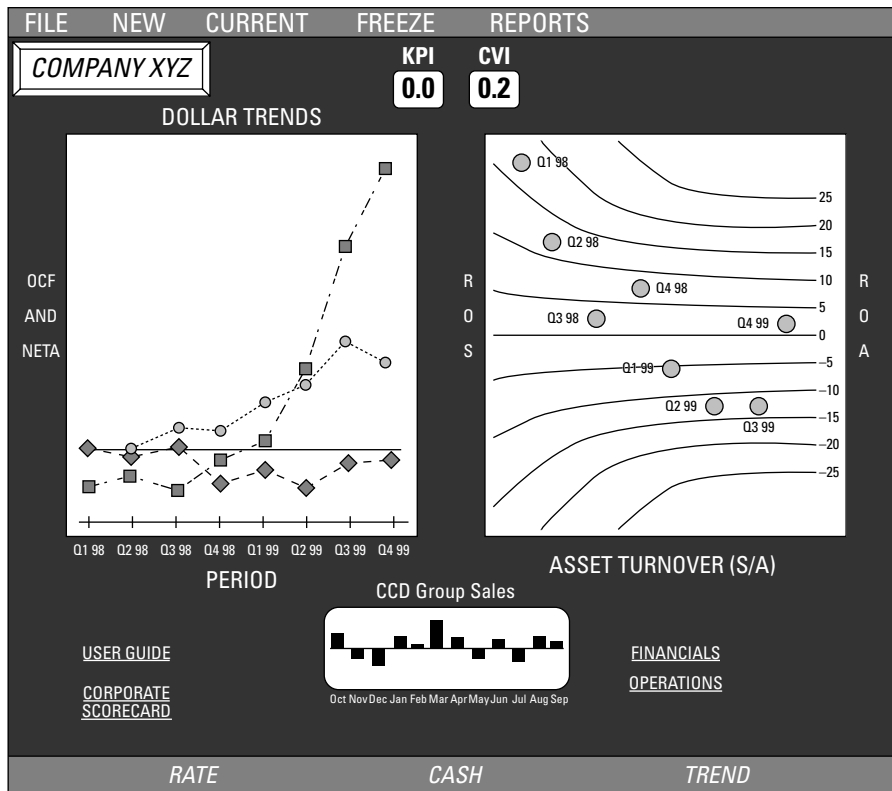 FILE NEW CURRENT FREEZE REPORTS
COMPANY XYZ
KPI CVI
0.0 0.2
DOLLAR TRENDS
OCF
AND
NETA
Q1 98 Q2 98 Q3 98 Q4 98 Q1 99 Q2 99 Q3 99 Q4 99
PERIOD
R
O
S
Q1 98
Q2 98
Q4 98
Q3 98
Q4 99
Q1 99
Q2 99
Q3 99
25
20
15
10
5
0
–5
–10
–15
–20
–25
R
O
A
ASSET TURNOVER (S/A)
CCD Group Sales
Oct Nov Dec Jan Feb Mar Apr May Jun Jul Aug Sep
USER GUIDE
CORPORATE
SCORECARD
FINANCIALS
OPERATIONS
RATE CASH TREND